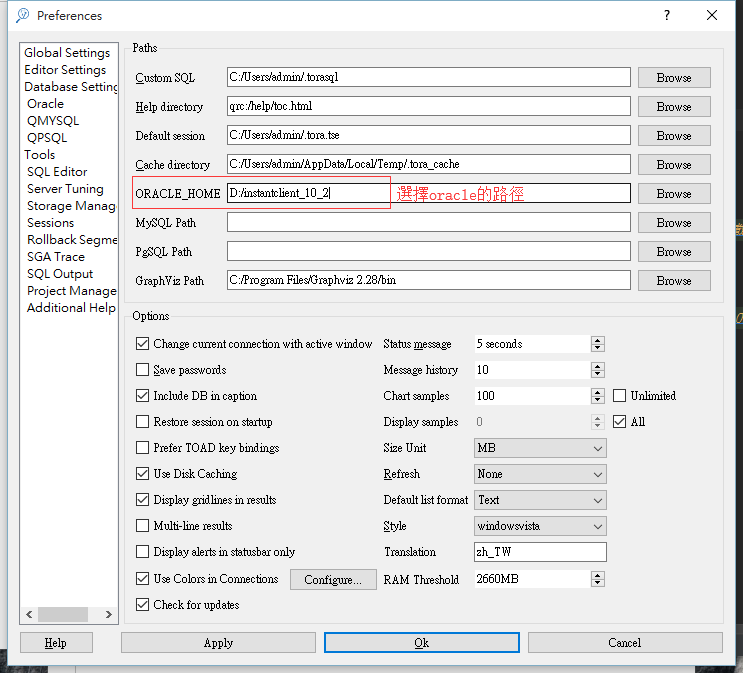 Preferences
?
Global Settings
Editor Settings
Database Setting
Oracle
QMYSQL
QPSQL
Tools
SQL Editor
Server Tuning
Storage Manag
Sessions
Rollback Segme
SGA Trace
SQL Output
Project Manage
Additional Help
Paths
Custom SQL C:/Users/admin/.torasql Browse
Help directory qrc:/help/toc.html Browse
Default session C:/Users/admin/.tora.tse Browse
Cache directory C:/Users/admin/AppData/Local/Temp/.tora_cache Browse
ORACLE_HOME D:/instantclient_10_2 選擇oracle的路徑 Browse
MySQL Path Browse
PgSQL Path Browse
GraphViz Path C:/Program Files/Graphviz 2.28/bin Browse
Options
Change current connection with active window Status message 5 seconds
Save passwords Message history 10
Include DB in caption Chart samples 100 Unlimited
Restore session on startup Display samples 0 All
Prefer TOAD key bindings Size Unit MB
Use Disk Caching Refresh None
Display gridlines in results Default list format Text
Multi-line results Style windowsvista
Display alerts in statusbar only Translation zh_TW
Use Colors in Connections Configure... RAM Threshold 2660MB
Check for updates
Help Apply Ok Cancel